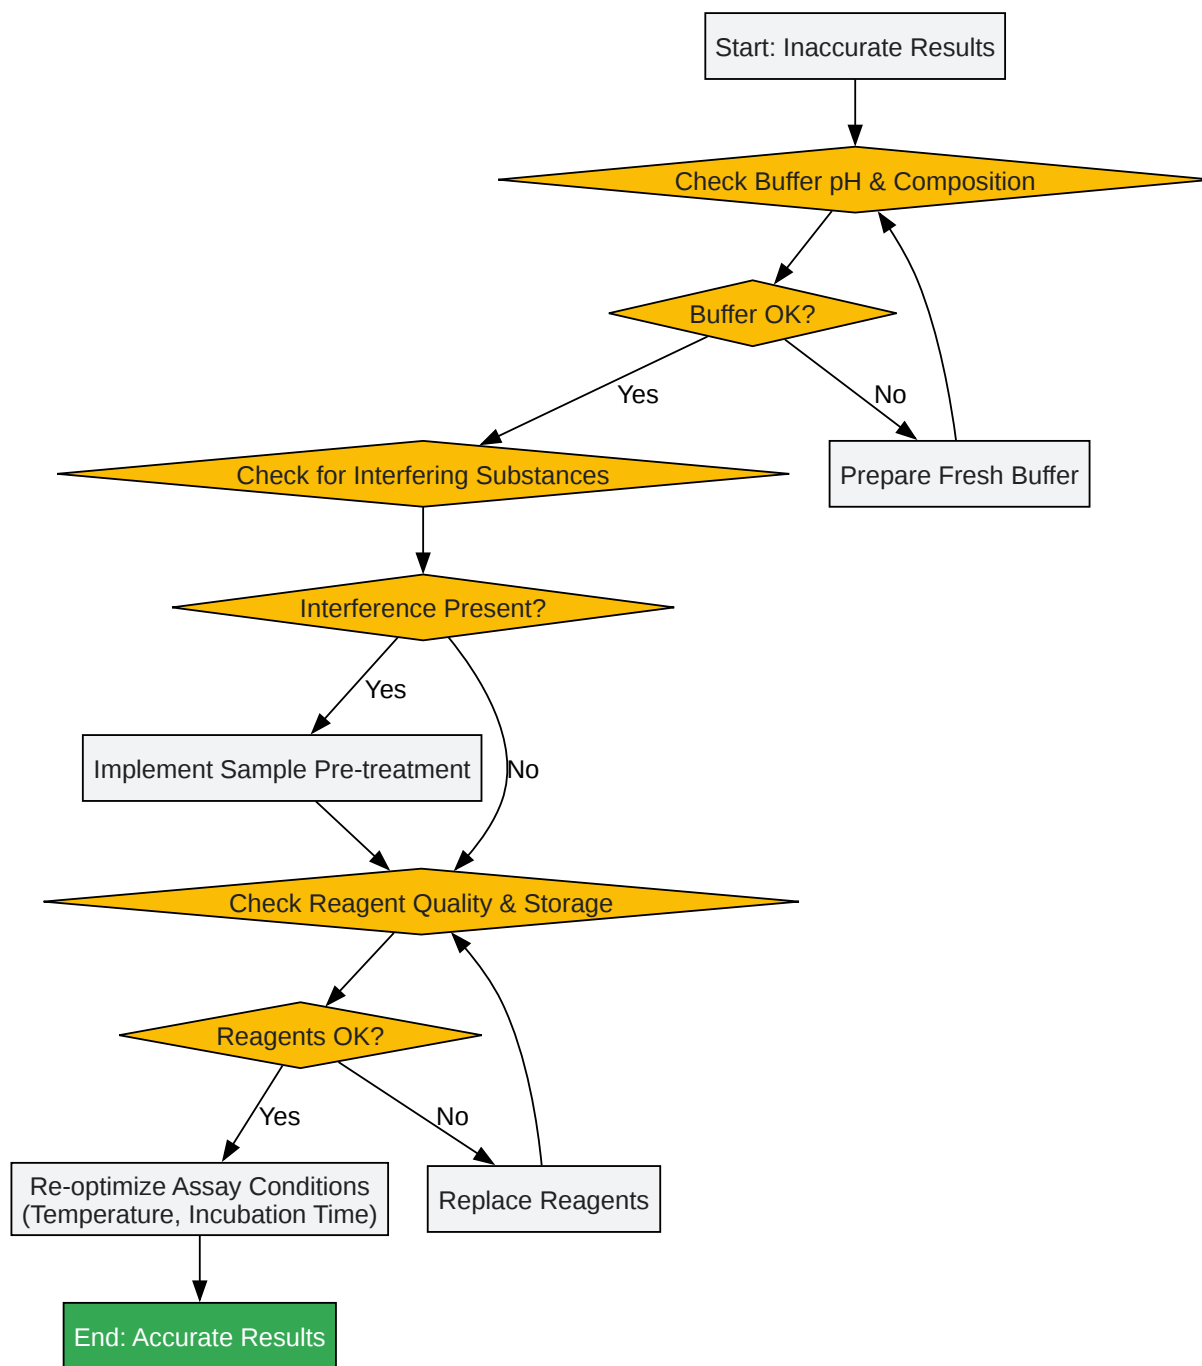 Start: Inaccurate Results
Check Buffer pH & Composition
Buffer OK?
Yes
No
Check for Interfering Substances
Prepare Fresh Buffer
Interference Present?
Yes
Implement Sample Pre-treatment
No
Check Reagent Quality & Storage
Reagents OK?
Yes
No
Re-optimize Assay Conditions
(Temperature, Incubation Time)
Replace Reagents
End: Accurate Results